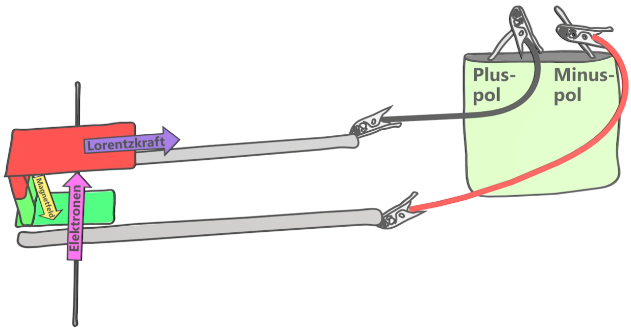 Plus-
pol
Minus-
pol
Lorentzkraft
Magnetfeld
Elektronen